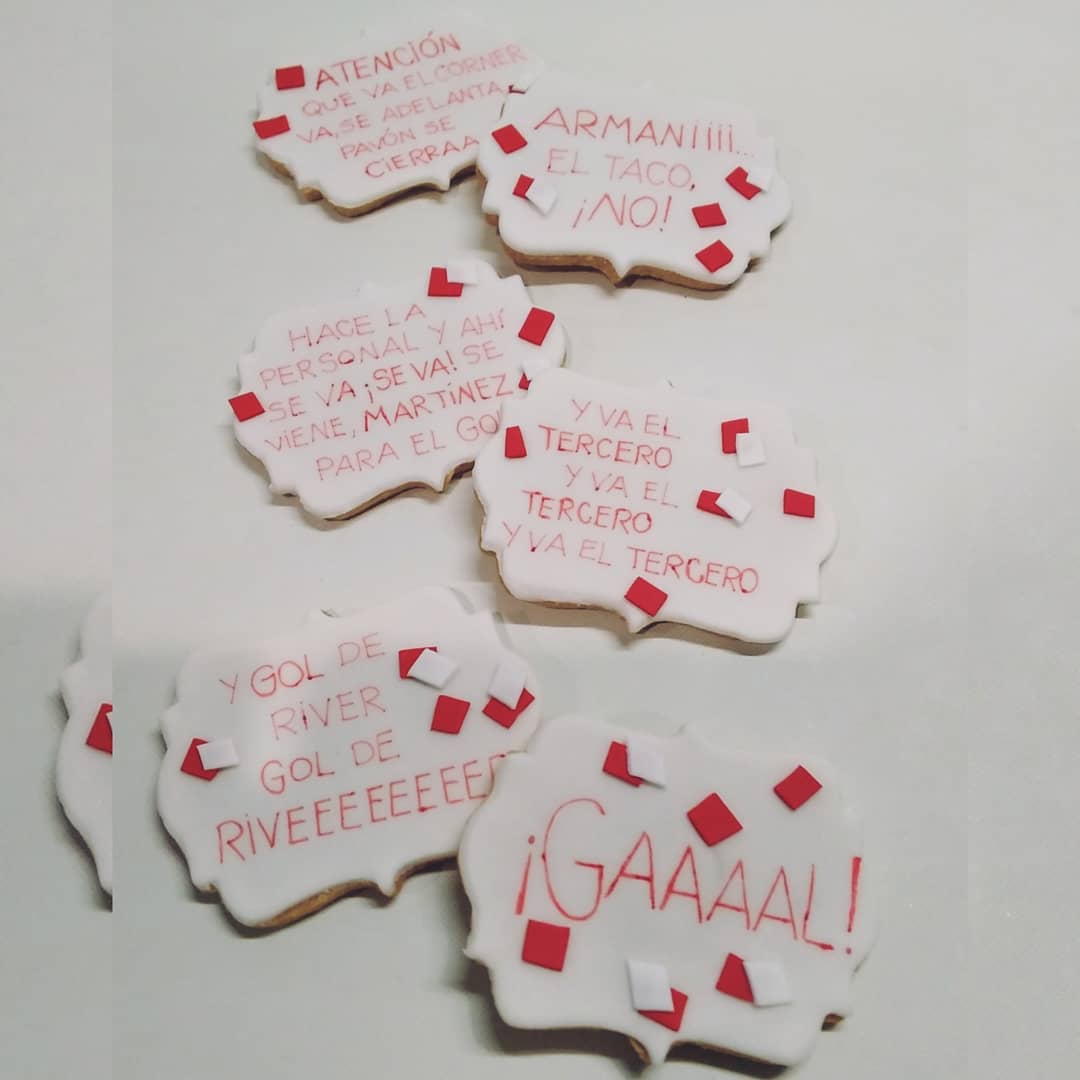 ATENCIÓN
QUE VA EL CORNER
VA, SE ADELANTA
PAVÓN SE
CIERRAA
ARMANIIII...
EL TACO,
¡NO!
HACE LA
PERSONAL Y AHÍ
SE VA ¡SE VA! SE
VIENE, MARTÍNEZ
PARA EL GO
Y VA EL
TERCERO
Y VA EL
TERCERO
Y VA EL TERCERO
Y GOL DE
RIVER
GOL DE
RIVEEEEEEEE
¡GAAAAL!